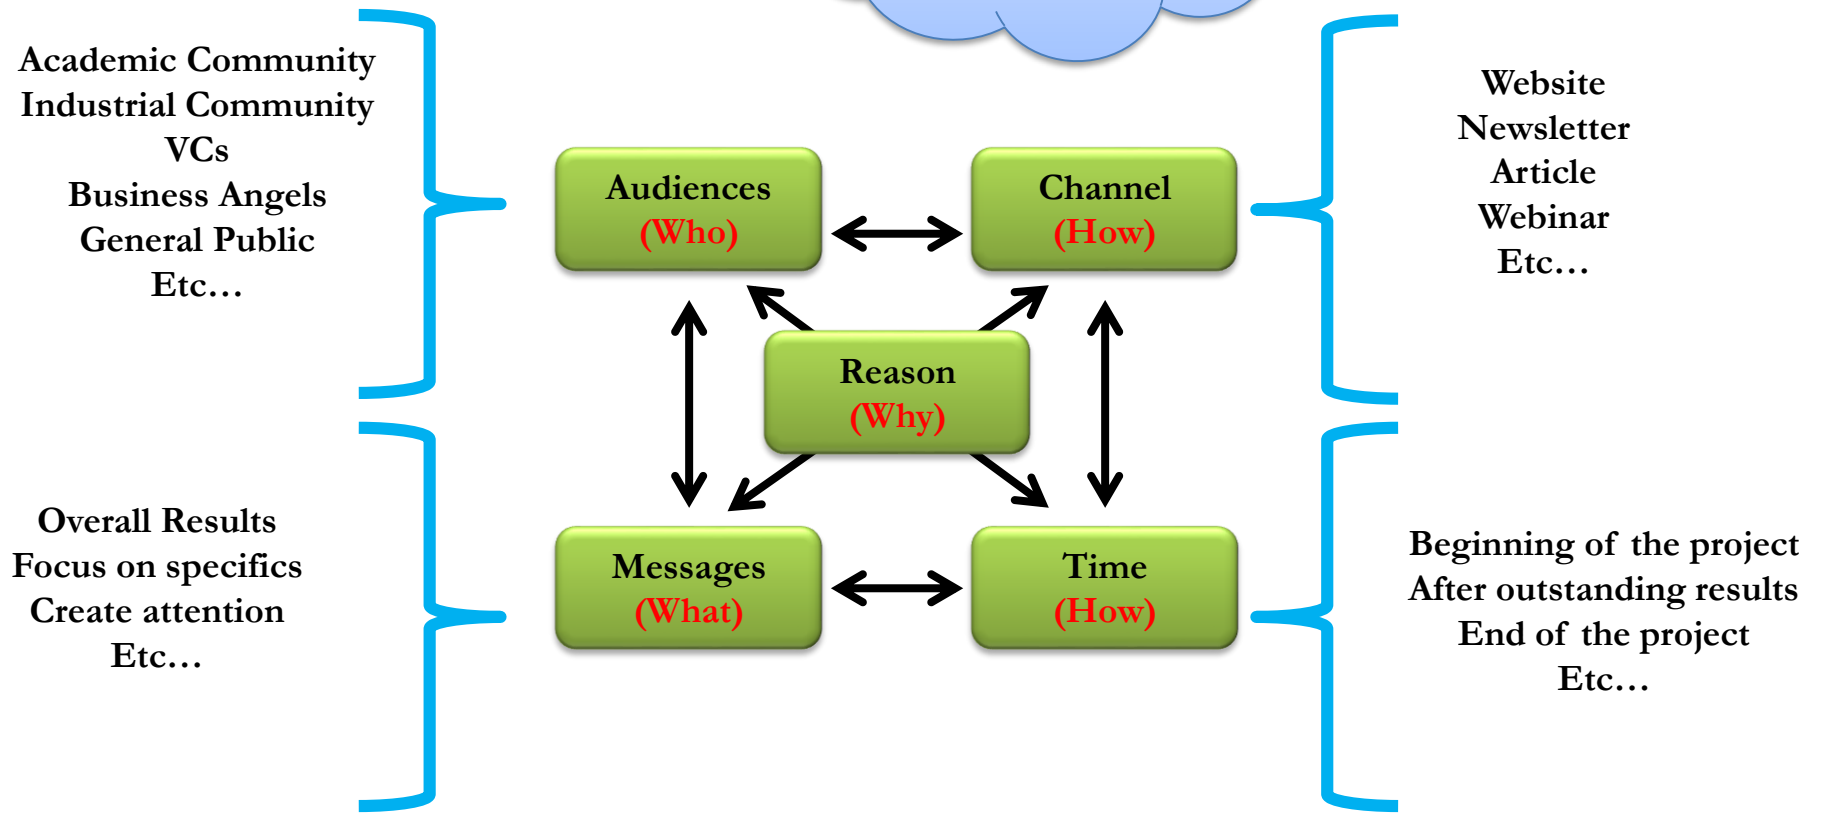 Academic Community
Industrial Community
VCs
Business Angels
General Public
Etc…
Website
Newsletter
Article
Webinar
Etc…
Audiences
(Who)
Channel
(How)
Reason
(Why)
Messages
(What)
Time
(How)
Overall Results
Focus on specifics
Create attention
Etc…
Beginning of the project
After outstanding results
End of the project
Etc…